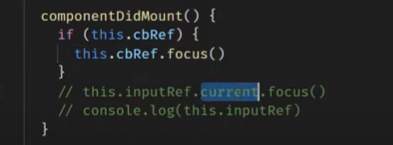 componentDidMount() {
if (this.cbRef) {
this.cbRef.focus()
}
// this.inputRef.current.focus()
// console.log(this.inputRef)
}